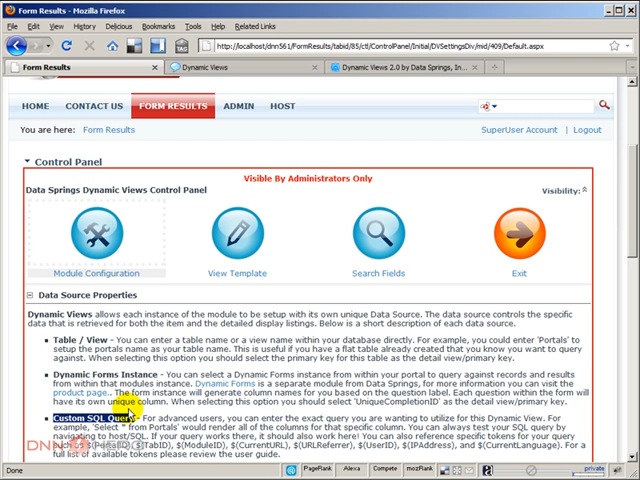 Form Results - Mozilla Firefox
File Edit View History Delicious Bookmarks Tools Help Related Links
http://localhost/dnn561/FormResults/tabid/85/ctl/ControlPanel/Initial/DVSettingsDiv/mid/409/Default.aspx
Form Results Dynamic Views Dynamic Views 2.0 by Data Springs, In...
HOME CONTACT US FORM RESULTS ADMIN HOST
You are here: Form Results SuperUser Account | Logout
Control Panel
Visible By Administrators Only
Data Springs Dynamic Views Control Panel Visibility:
Module Configuration View Template Search Fields Exit
Data Source Properties
Dynamic Views allows each instance of the module to be setup with its own unique Data Source. The data source controls the specific
data that is retrieved for both the item and the detailed display listings. Below is a short description of each data source.
Table / View - You can enter a table name or a view name within your database directly. For example, you could enter 'Portals' to
setup the portals name as your table name. This is useful if you have a flat table already created that you know you want to query
against. When selecting this option you should select the primary key for this table as the detail view/primary key.
Dynamic Forms Instance - You can select a Dynamic Forms instance from within your portal to query against records and results
from within that modules instance. Dynamic Forms is a separate module from Data Springs, for more information you can visit the
product page.. The form instance will generate column names for you based on the question label. Each question within the form will
have its own unique column. When selecting this option you should select 'UniqueCompletionID' as the detail view/primary key.
Custom SQL Query - For advanced users, you can enter the exact query you are wanting to utilize for this Dynamic View. For
example, 'Select * from Portals' would render all of the columns for that specific column. You can always test your SQL query by
navigating to host/SQL. If your query works there, it should also work here! You can also reference specific tokens for your query
such as $(PortalID), $(TabID), $(ModuleID), $(CurrentURL), $(URLReferrer), $(UserID), $(IPAddress), and $(CurrentLanguage). For a
full list of available tokens please review the user guide.
Done PageRank Alexa Compete mozRank private